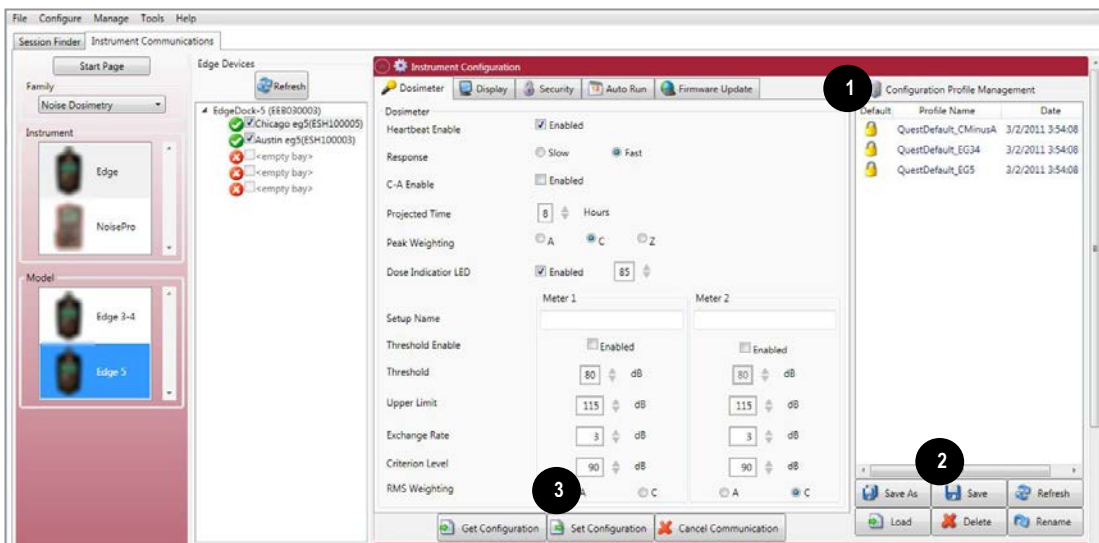 File Configure Manage Tools Help
Session Finder Instrument Communications
Start Page
Family
Noise Dosimetry
Instrument
Edge
NoisePro
Model
Edge 3-4
Edge 5
Edge Devices
Refresh
EdgeDock-5 (EEB030003)
Chicago eg5(ESH100005)
Austin eg5(ESH100003)
<empty bay>
<empty bay>
<empty bay>
Instrument Configuration
Dosimeter Display Security Auto Run Firmware Update
Dosimeter
Heartbeat Enable Enabled
Response Slow Fast
C-A Enable Enabled
Projected Time 8 Hours
Peak Weighting A C Z
Dose Indicatior LED Enabled 85
Meter 1 Meter 2
Setup Name
Threshold Enable Enabled Enabled
Threshold 80 dB 80 dB
Upper Limit 115 dB 115 dB
Exchange Rate 3 dB 3 dB
Criterion Level 90 dB 90 dB
RMS Weighting A C A C
3
Get Configuration Set Configuration Cancel Communication
1
Configuration Profile Management
Default Profile Name Date
QuestDefault_CMinusA 3/2/2011 3:54:08
QuestDefault_EG34 3/2/2011 3:54:08
QuestDefault_EG5 3/2/2011 3:54:08
2
Save As Save Refresh
Load Delete Rename